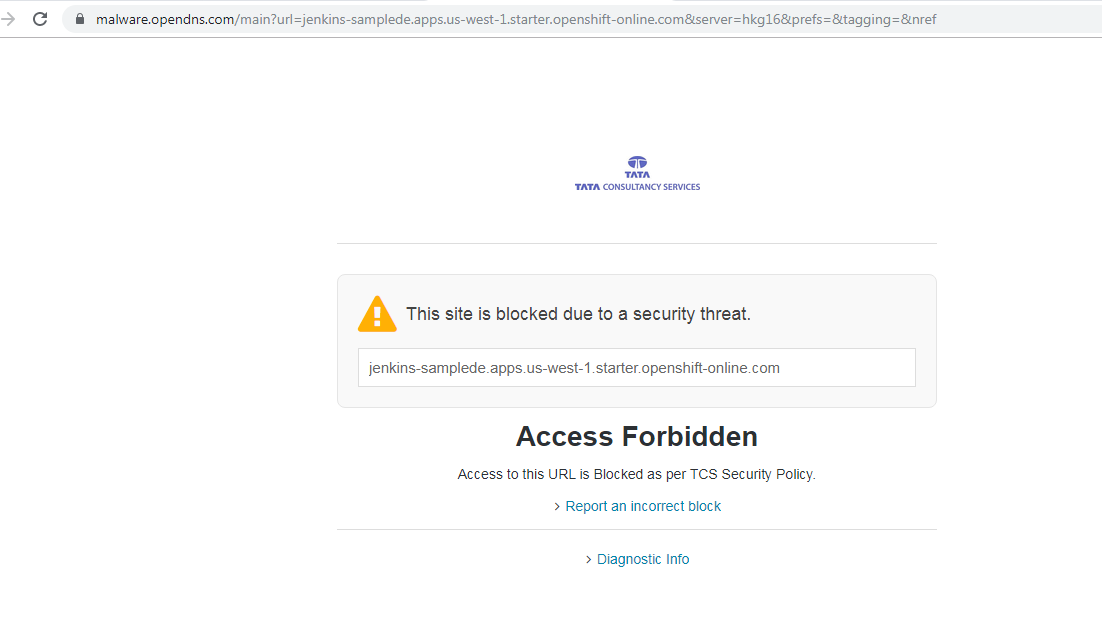 malware.opendns.com/main?url=jenkins-samplede.apps.us-west-1.starter.openshift-online.com&server=hkg16&prefs=&tagging=&nref
TATA
TATA CONSULTANCY SERVICES
This site is blocked due to a security threat.
jenkins-samplede.apps.us-west-1.starter.openshift-online.com
Access Forbidden
Access to this URL is Blocked as per TCS Security Policy.
> Report an incorrect block
> Diagnostic Info